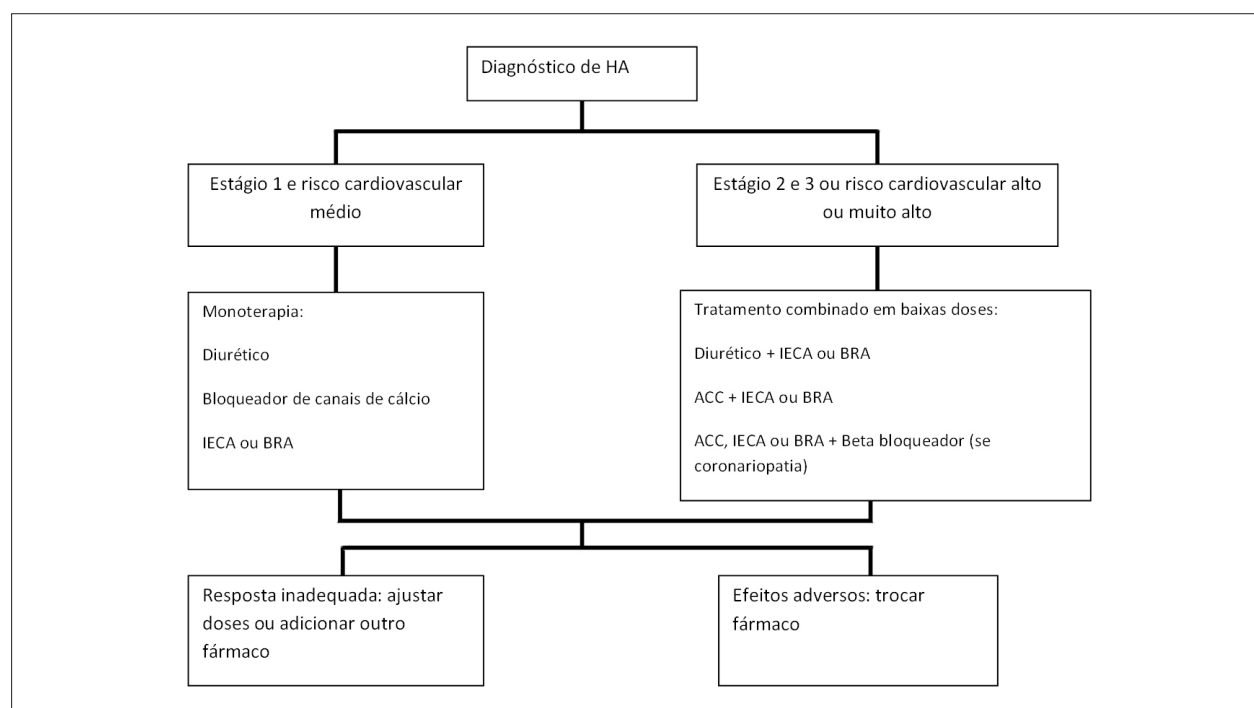 Diagnóstico de HA
Estágio 1 e risco cardiovascular
médio
Estágio 2 e 3 ou risco cardiovascular alto
ou muito alto
Monoterapia:
Diurético
Bloqueador de canais de cálcio
IECA ou BRA
Tratamento combinado em baixas doses:
Diurético + IECA ou BRA
ACC + IECA ou BRA
ACC, IECA ou BRA + Beta bloqueador (se
coronariopatia)
Resposta inadequada: ajustar
doses ou adicionar outro
fármaco
Efeitos adversos: trocar
fármaco